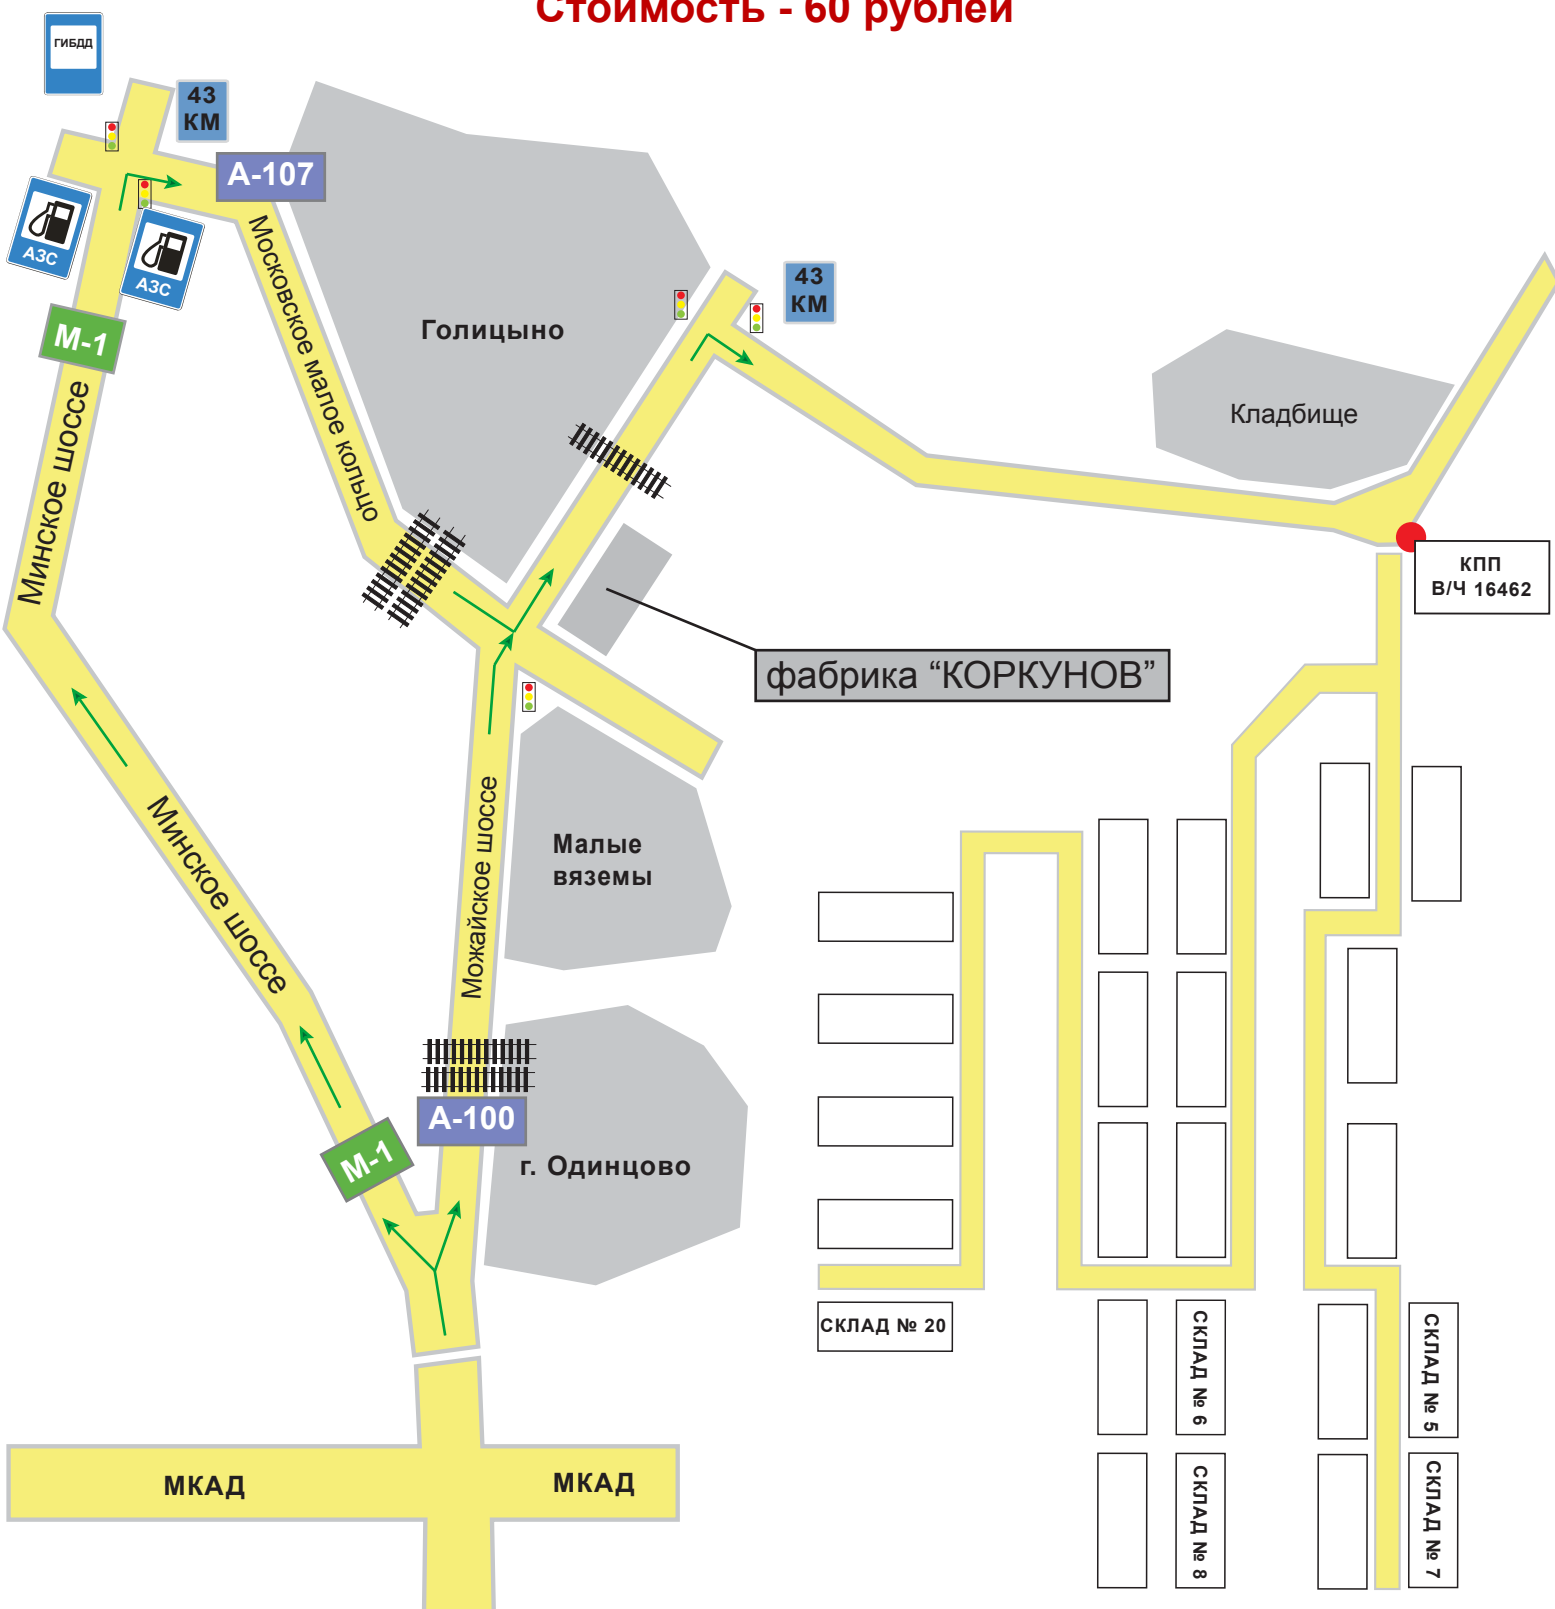 Стоимость - 60 рублей
ГИБДД
43
КМ
А-107
АЗС
АЗС
М-1
Московское малое кольцо
Голицыно
43
КМ
Кладбище
Минское шоссе
КПП
В/Ч 16462
фабрика “КОРКУНОВ”
Минское шоссе
Можайское шоссе
Малые
вяземы
А-100
М-1
г. Одинцово
СКЛАД № 20
СКЛАД № 6
СКЛАД № 5
СКЛАД № 8
СКЛАД № 7
МКАД
МКАД